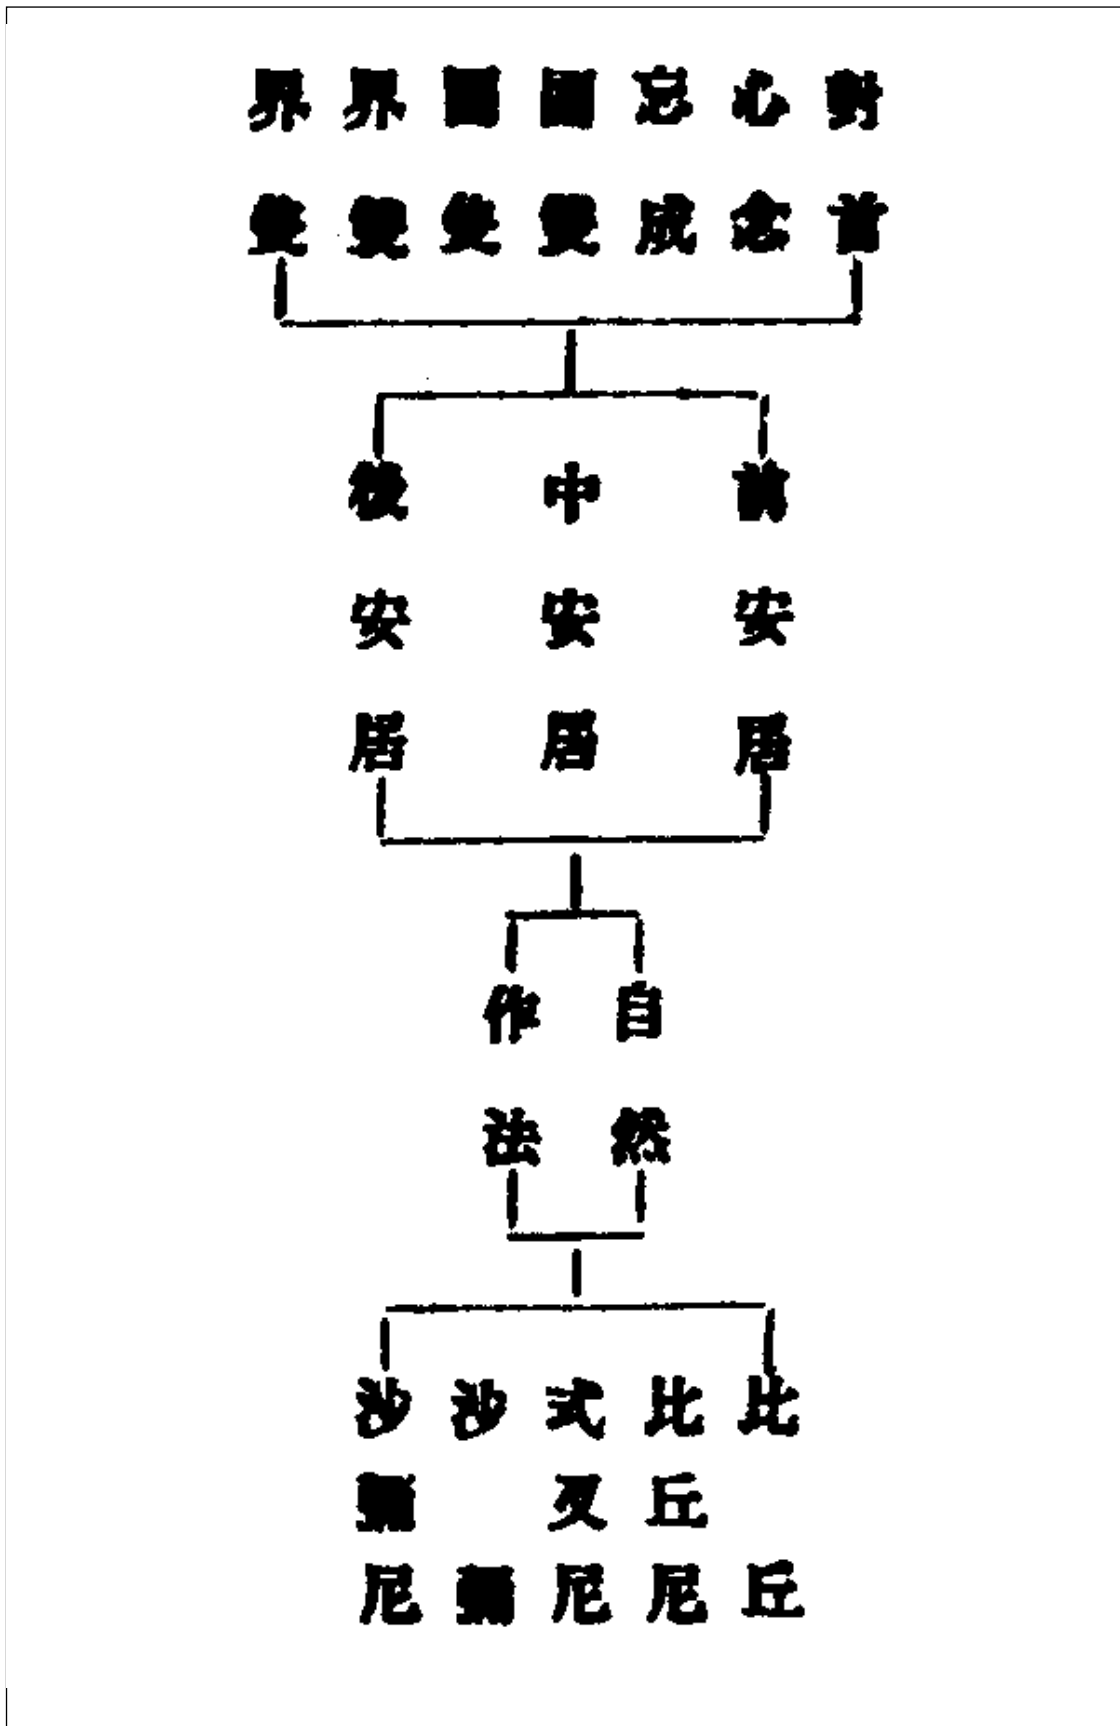 對首
心念
忘成
園雙
園隻
界雙
界隻
前安居
中安居
後安居
自然
作法
比丘
比丘尼
式叉尼
沙彌
沙彌尼